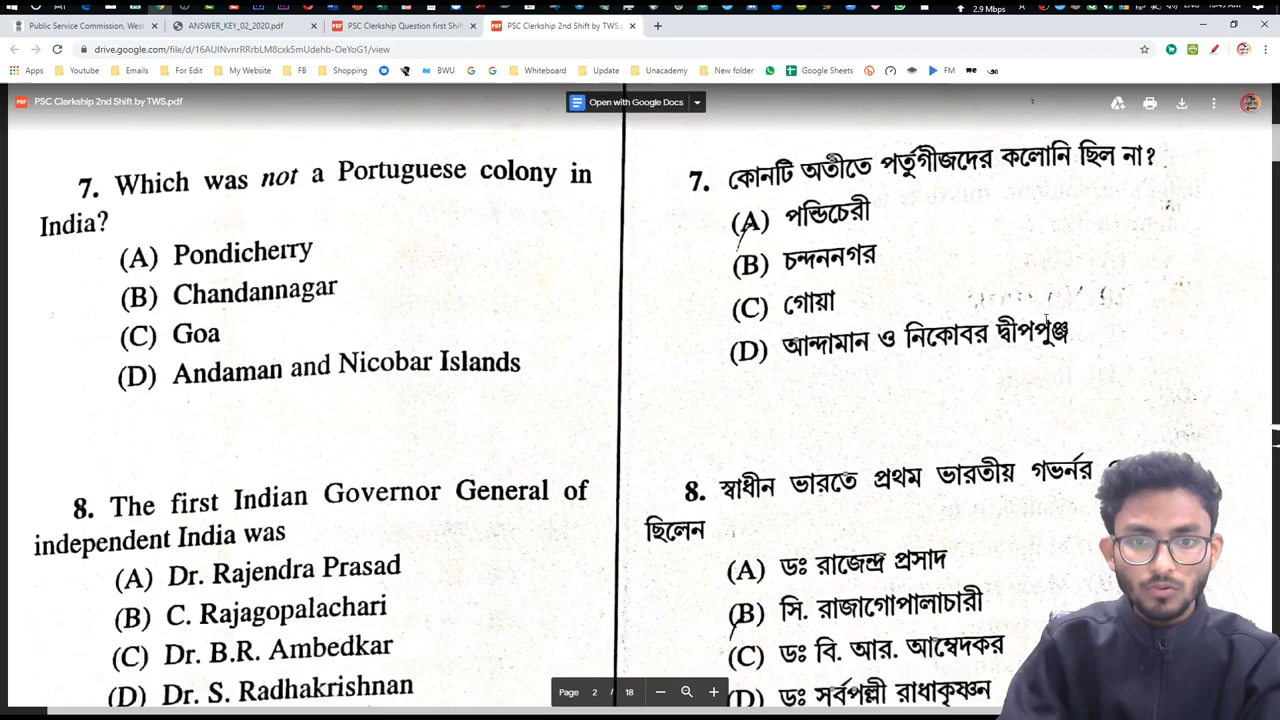 2.9 Mbps
Public Service Commission, West
ANSWER_KEY_02_2020.pdf
PSC Clerkship Question first Shif
PSC Clerkship 2nd Shift by TWS.
drive.google.com/file/d/16AUINvnrRRrbLM8cxk5mUdehb-OeYoG1/view
Apps Youtube Emails For Edit My Website FB Shopping BWU Whiteboard Update Unacademy New folder Google Sheets FM
PSC Clerkship 2nd Shift by TWS.pdf
Open with Google Docs
7. Which was not a Portuguese colony in
India?
(A) Pondicherry
(B) Chandannagar
(C) Goa
(D) Andaman and Nicobar Islands
8. The first Indian Governor General of
independent India was
(A) Dr. Rajendra Prasad
(B) C. Rajagopalachari
(C) Dr. B.R. Ambedkar
(D) Dr. S. Radhakrishnan
7. কোনটি অতীতে পর্তুগীজদের কলোনি ছিল না?
(A) পন্ডিচেরী
(B) চন্দননগর
(C) গোয়া
(D) আন্দামান ও নিকোবর দ্বীপপুঞ্জ
8. স্বাধীন ভারতে প্রথম ভারতীয় গভর্নর
ছিলেন
(A) ডঃ রাজেন্দ্র প্রসাদ
(B) সি. রাজাগোপালাচারী
(C) ডঃ বি. আর. আম্বেদকর
(D) ডঃ সর্বপল্লী রাধাকৃষ্ণন
Page 2 / 18